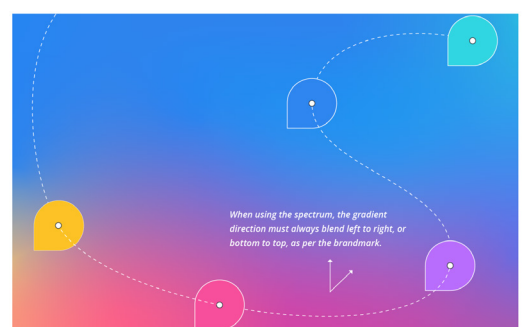 When using the spectrum, the gradient
direction must always blend left to right, or
bottom to top, as per the brandmark.